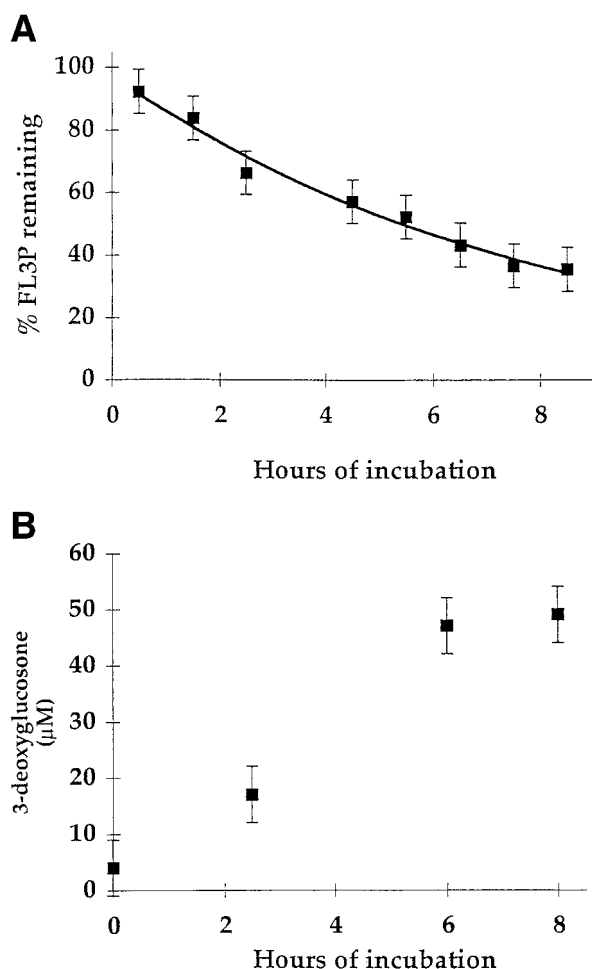 A
% FL3P remaining
100
80
60
40
20
0
0 2 4 6 8
Hours of incubation
B
3-deoxyglucosone
(μM)
60
50
40
30
20
10
0
0 2 4 6 8
Hours of incubation